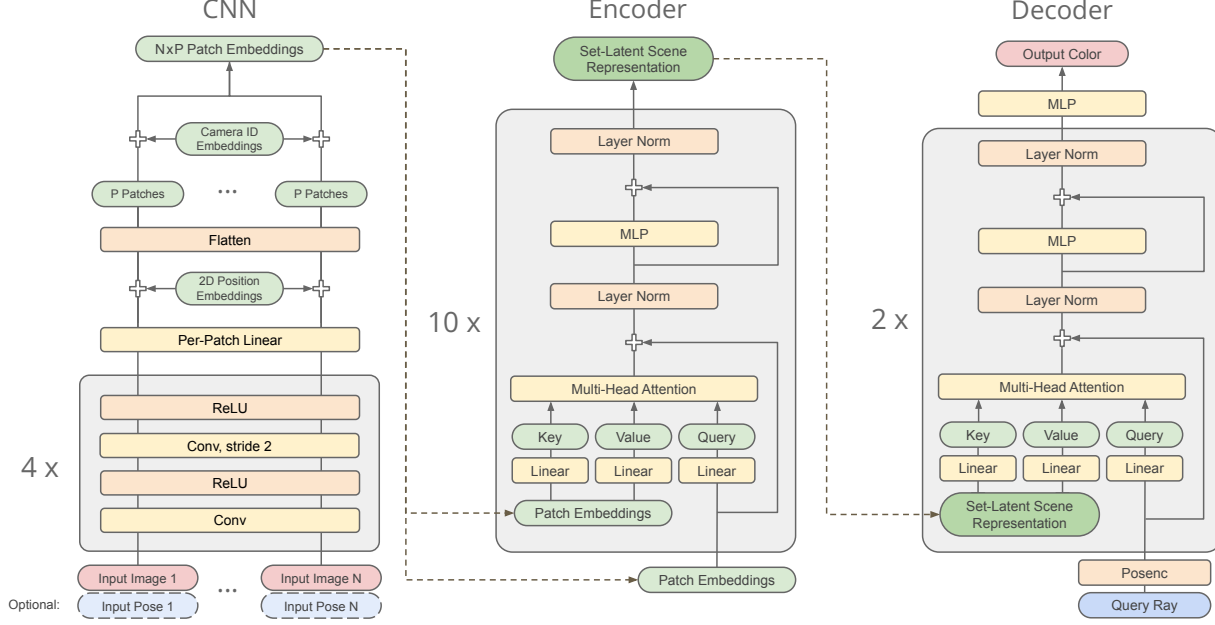 CNN
NxP Patch Embeddings
Camera ID
Embeddings
P Patches
...
P Patches
Flatten
2D Position
Embeddings
Per-Patch Linear
4 x
ReLU
Conv, stride 2
ReLU
Conv
Input Image 1
...
Input Image N
Optional:
Input Pose 1
Input Pose N
Encoder
Set-Latent Scene
Representation
10 x
Layer Norm
MLP
Layer Norm
Multi-Head Attention
Key
Value
Query
Linear
Linear
Linear
Patch Embeddings
Patch Embeddings
Decoder
Output Color
MLP
2 x
Layer Norm
MLP
Layer Norm
Multi-Head Attention
Key
Value
Query
Linear
Linear
Linear
Set-Latent Scene
Representation
Posenc
Query Ray